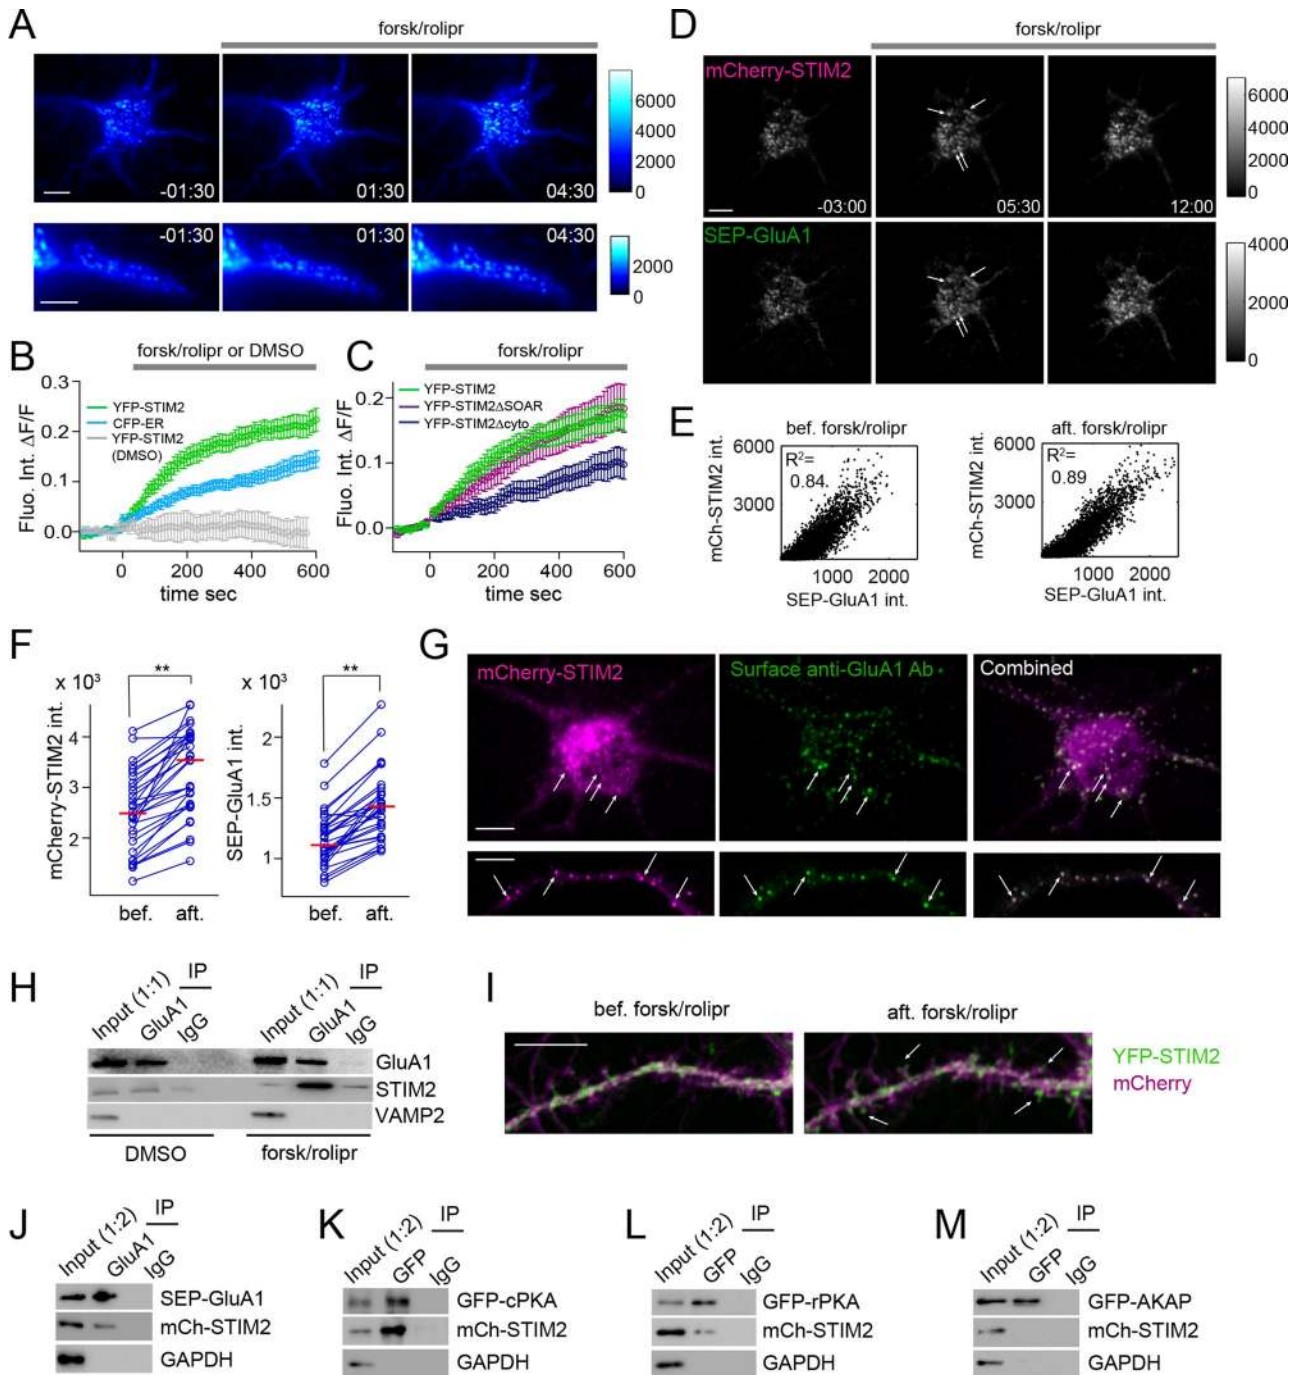 A
forsk/rolipr
-01:30
01:30
04:30
6000
4000
2000
0
-01:30
01:30
04:30
2000
0
B
forsk/rolipr or DMSO
YFP-STIM2
CFP-ER
YFP-STIM2
(DMSO)
Fluo. Int. ΔF/F
0.3
0.2
0.1
0.0
0
200
400
600
time sec
C
forsk/rolipr
YFP-STIM2
YFP-STIM2ΔSOAR
YFP-STIM2Δcyto
Fluo. Int. ΔF/F
0.2
0.1
0.0
0
200
400
600
time sec
D
forsk/rolipr
mCherry-STIM2
-03:00
05:30
12:00
6000
4000
2000
0
SEP-GluA1
4000
2000
0
E
bef. forsk/rolipr
R²=
0.84
mCh-STIM2 int.
6000
3000
1000
2000
SEP-GluA1 int.
aft. forsk/rolipr
R²=
0.89
mCh-STIM2 int.
6000
3000
1000
2000
SEP-GluA1 int.
F
x 10³
**
mCherry-STIM2 int.
4
3
2
bef.
aft.
x 10³
**
SEP-GluA1 int.
2
1.5
1
bef.
aft.
G
mCherry-STIM2
Surface anti-GluA1 Ab
Combined
H
IP
Input (1:1)
GluA1
IgG
IP
Input (1:1)
GluA1
IgG
GluA1
STIM2
VAMP2
DMSO
forsk/rolipr
I
bef. forsk/rolipr
aft. forsk/rolipr
YFP-STIM2
mCherry
J
IP
Input (1:2)
GluA1
IgG
SEP-GluA1
mCh-STIM2
GAPDH
K
IP
Input (1:2)
GFP
IgG
GFP-cPKA
mCh-STIM2
GAPDH
L
IP
Input (1:2)
GFP
IgG
GFP-rPKA
mCh-STIM2
GAPDH
M
IP
Input (1:2)
GFP
IgG
GFP-AKAP
mCh-STIM2
GAPDH